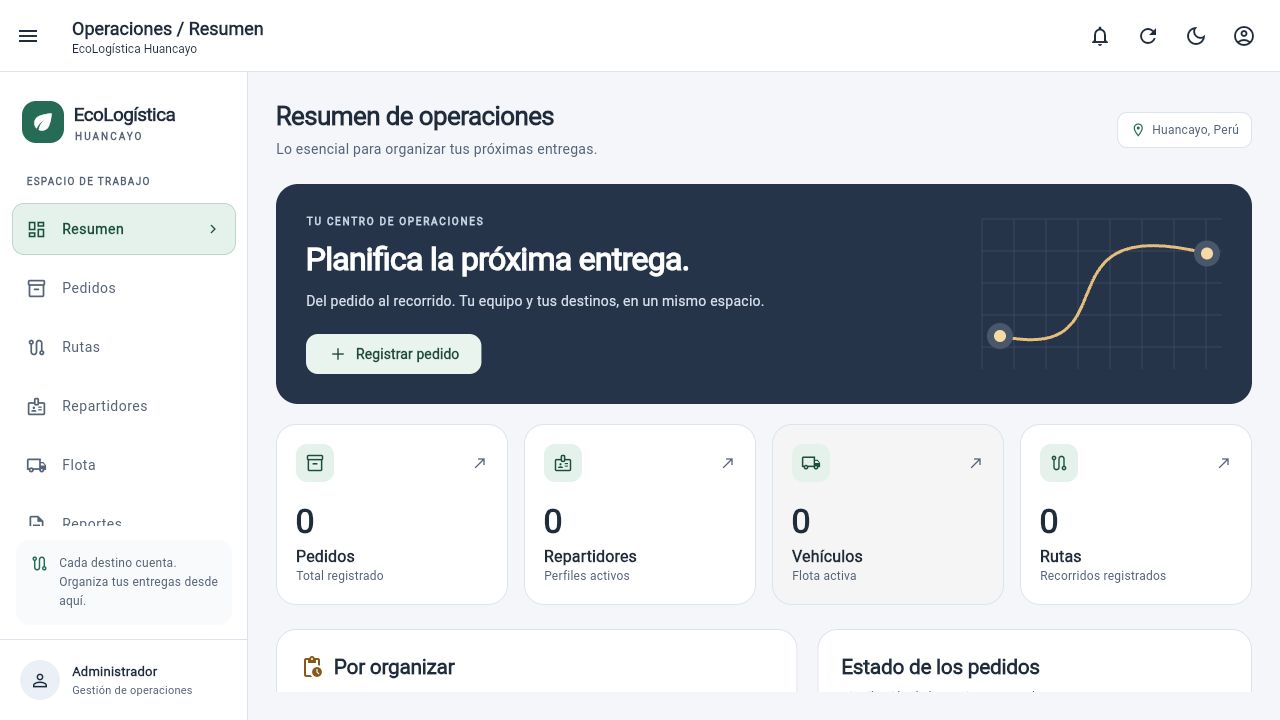 Operaciones / Resumen
EcoLogística Huancayo
EcoLogística
HUANCAYO
ESPACIO DE TRABAJO
Resumen
Pedidos
Rutas
Repartidores
Flota
Reportes
Cada destino cuenta.
Organiza tus entregas desde
aquí.
Administrador
Gestión de operaciones
Resumen de operaciones
Lo esencial para organizar tus próximas entregas.
Huancayo, Perú
TU CENTRO DE OPERACIONES
Planifica la próxima entrega.
Del pedido al recorrido. Tu equipo y tus destinos, en un mismo espacio.
Registrar pedido
0
Pedidos
Total registrado
0
Repartidores
Perfiles activos
0
Vehículos
Flota activa
0
Rutas
Recorridos registrados
Por organizar
Estado de los pedidos